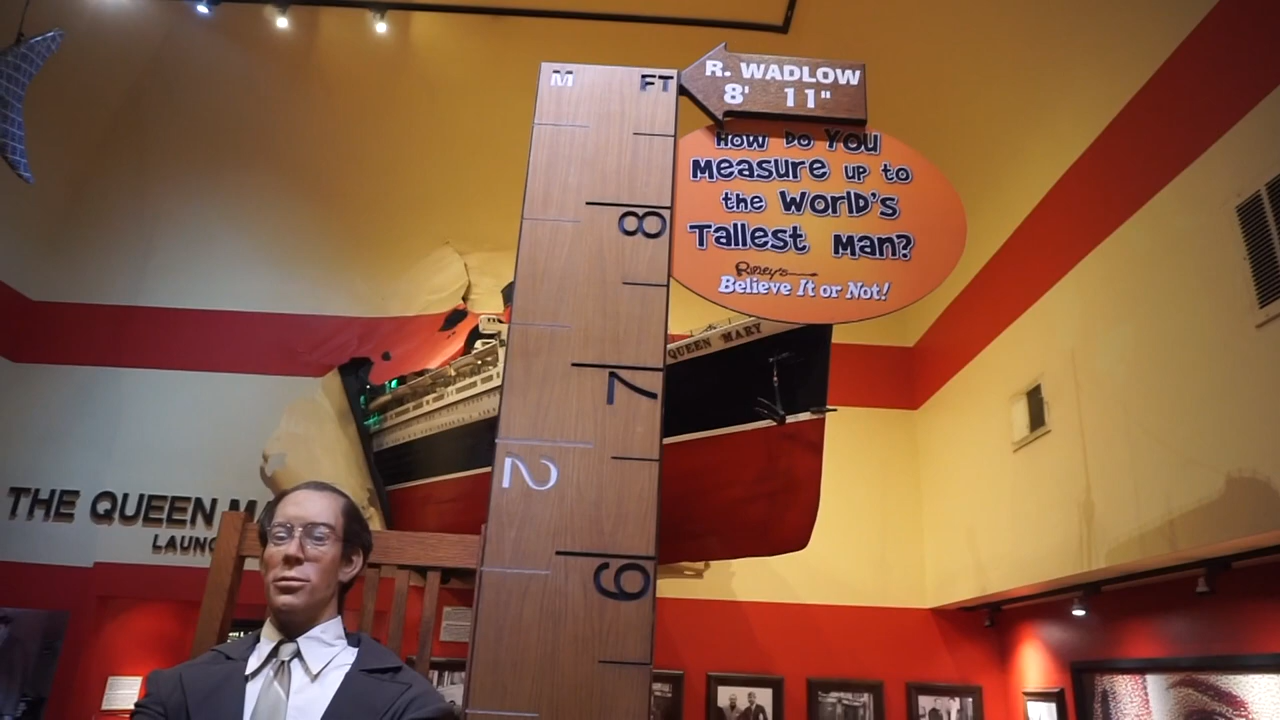 M FT
R. WADLOW
8' 11"
How Do You
Measure up to
the World's
Tallest Man?
Ripley's
Believe It or Not!
8
7
2
6
QUEEN MARY
THE QUEEN MA
LAUNC